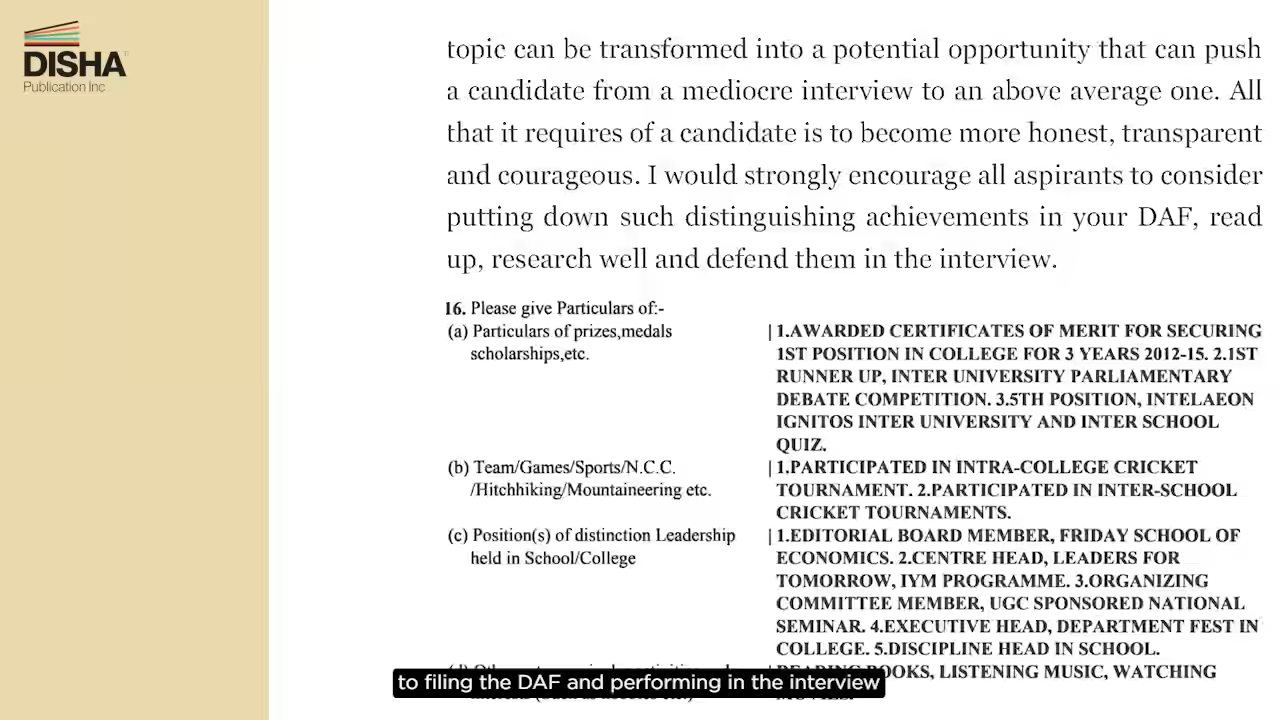 DISHA
Publication Inc
topic can be transformed into a potential opportunity that can push
a candidate from a mediocre interview to an above average one. All
that it requires of a candidate is to become more honest, transparent
and courageous. I would strongly encourage all aspirants to consider
putting down such distinguishing achievements in your DAF, read
up, research well and defend them in the interview.
16. Please give Particulars of:-
(a) Particulars of prizes,medals
scholarships,etc.
| 1.AWARDED CERTIFICATES OF MERIT FOR SECURING
1ST POSITION IN COLLEGE FOR 3 YEARS 2012-15. 2.1ST
RUNNER UP, INTER UNIVERSITY PARLIAMENTARY
DEBATE COMPETITION. 3.5TH POSITION, INTELAEON
IGNITOS INTER UNIVERSITY AND INTER SCHOOL
QUIZ.
(b) Team/Games/Sports/N.C.C.
/Hitchhiking/Mountaineering etc.
| 1.PARTICIPATED IN INTRA-COLLEGE CRICKET
TOURNAMENT. 2.PARTICIPATED IN INTER-SCHOOL
CRICKET TOURNAMENTS.
(c) Position(s) of distinction Leadership
held in School/College
| 1.EDITORIAL BOARD MEMBER, FRIDAY SCHOOL OF
ECONOMICS. 2.CENTRE HEAD, LEADERS FOR
TOMORROW, IYM PROGRAMME. 3.ORGANIZING
COMMITTEE MEMBER, UGC SPONSORED NATIONAL
SEMINAR. 4.EXECUTIVE HEAD, DEPARTMENT FEST IN
COLLEGE. 5.DISCIPLINE HEAD IN SCHOOL.
BOOKS, LISTENING MUSIC, WATCHING
to filing the DAF and performing in the interview